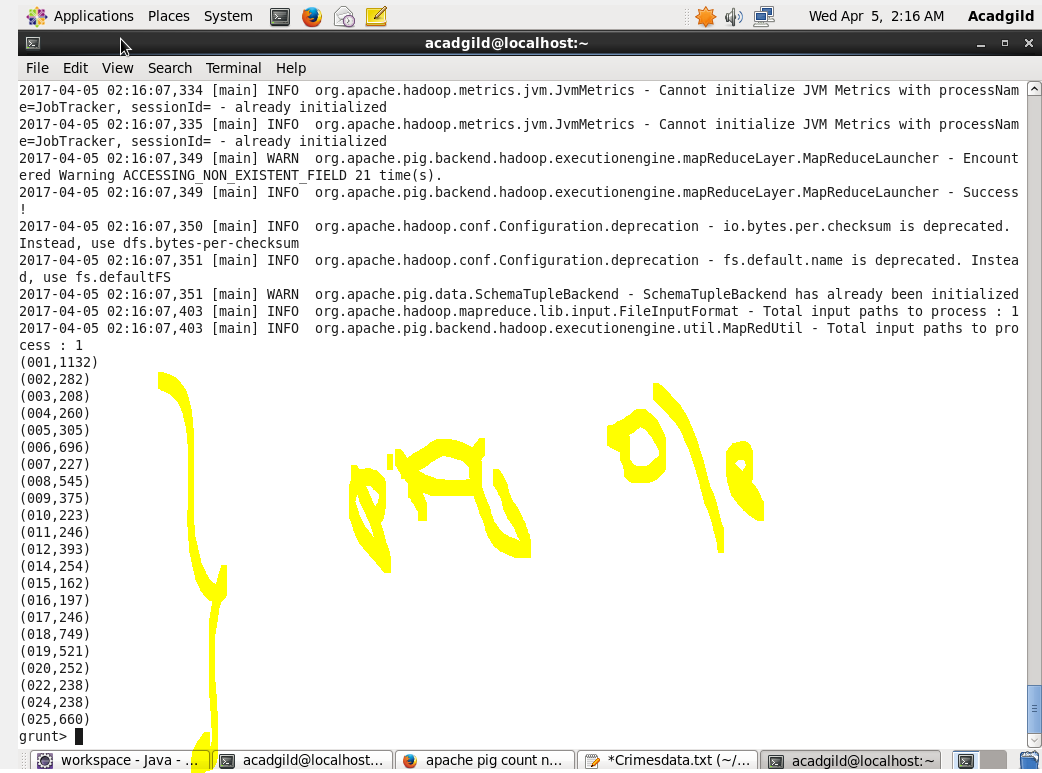 Applications Places System Wed Apr 5, 2:16 AM Acadgild
acadgild@localhost:~
File Edit View Search Terminal Help
2017-04-05 02:16:07,334 [main] INFO org.apache.hadoop.metrics.jvm.JvmMetrics - Cannot initialize JVM Metrics with processNam
e=JobTracker, sessionId= - already initialized
2017-04-05 02:16:07,335 [main] INFO org.apache.hadoop.metrics.jvm.JvmMetrics - Cannot initialize JVM Metrics with processNam
e=JobTracker, sessionId= - already initialized
2017-04-05 02:16:07,349 [main] WARN org.apache.pig.backend.hadoop.executionengine.mapReduceLayer.MapReduceLauncher - Encount
ered Warning ACCESSING_NON_EXISTENT_FIELD 21 time(s).
2017-04-05 02:16:07,349 [main] INFO org.apache.pig.backend.hadoop.executionengine.mapReduceLayer.MapReduceLauncher - Success
!
2017-04-05 02:16:07,350 [main] INFO org.apache.hadoop.conf.Configuration.deprecation - io.bytes.per.checksum is deprecated.
Instead, use dfs.bytes-per-checksum
2017-04-05 02:16:07,351 [main] INFO org.apache.hadoop.conf.Configuration.deprecation - fs.default.name is deprecated. Instea
d, use fs.defaultFS
2017-04-05 02:16:07,351 [main] WARN org.apache.pig.data.SchemaTupleBackend - SchemaTupleBackend has already been initialized
2017-04-05 02:16:07,403 [main] INFO org.apache.hadoop.mapreduce.lib.input.FileInputFormat - Total input paths to process : 1
2017-04-05 02:16:07,403 [main] INFO org.apache.pig.backend.hadoop.executionengine.util.MapRedUtil - Total input paths to pro
cess : 1
(001,1132)
(002,282)
(003,208)
(004,260)
(005,305)
(006,696)
(007,227)
(008,545)
(009,375)
(010,223)
(011,246)
(012,393)
(014,254)
(015,162)
(016,197)
(017,246)
(018,749)
(019,521)
(020,252)
(022,238)
(024,238)
(025,660)
grunt>
pig o/p
workspace - Java - ... acadgild@localhost... apache pig count n... *Crimesdata.txt (~/... acadgild@localhost:~